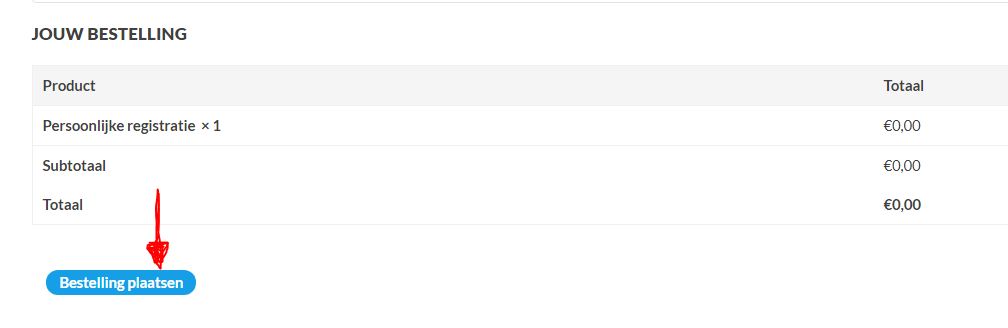 JOUW BESTELLING
Product Totaal
Persoonlijke registratie × 1 €0,00
Subtotaal €0,00
Totaal €0,00
Bestelling plaatsen